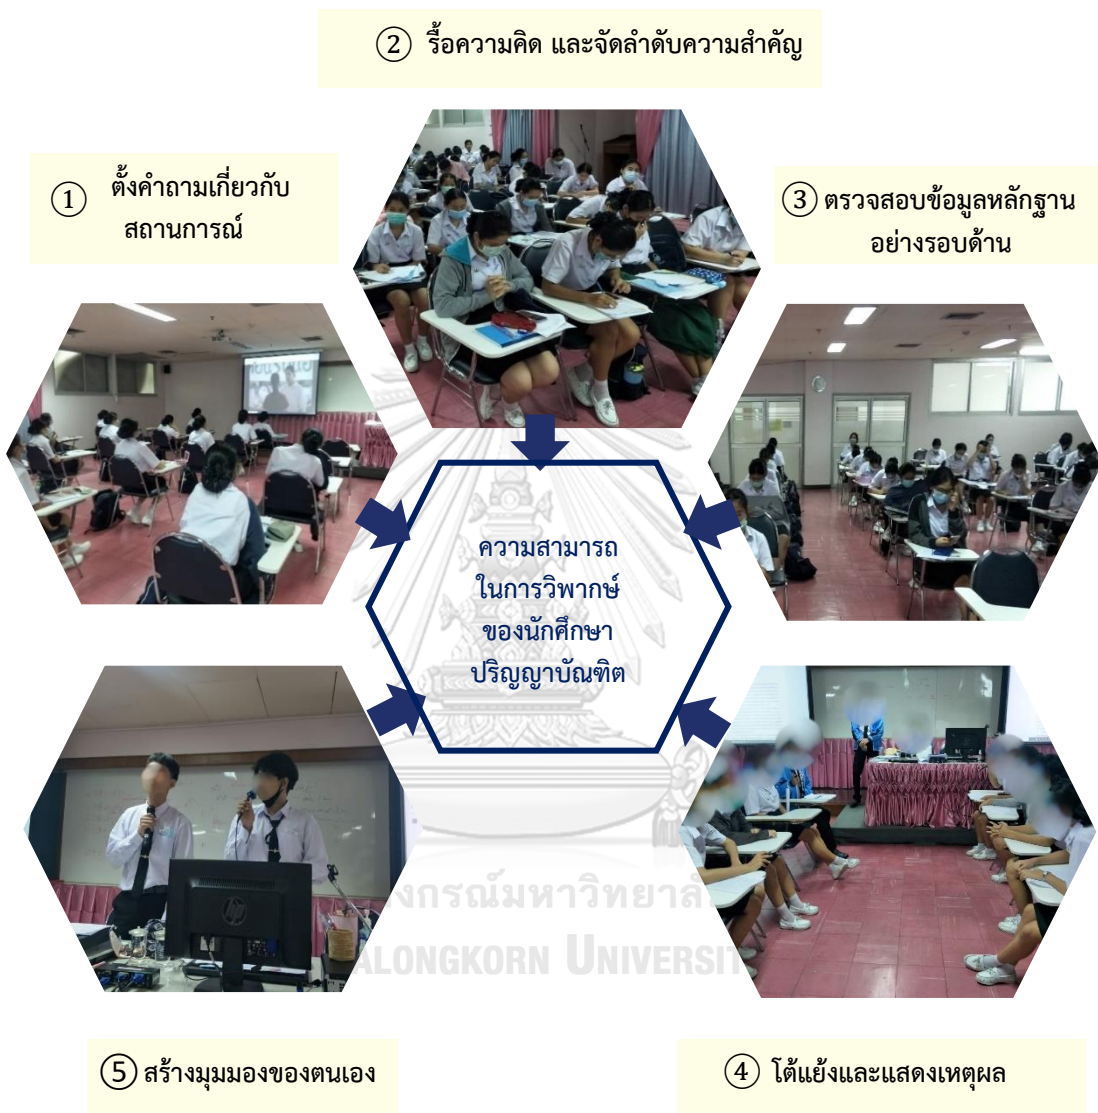 ② รื้อความคิด และจัดลำดับความสำคัญ
① ตั้งคำถามเกี่ยวกับ
สถานการณ์
③ ตรวจสอบข้อมูลหลักฐาน
อย่างรอบด้าน
ความสามารถ
ในการวิพากษ์
ของนักศึกษา
ปริญญาบัณฑิต
งกรณ์มหาวิทยาลั
ALONGKORN UNIVERSIT
hp
⑤ สร้างมุมมองของตนเอง
④ โต้แย้งและแสดงเหตุผล